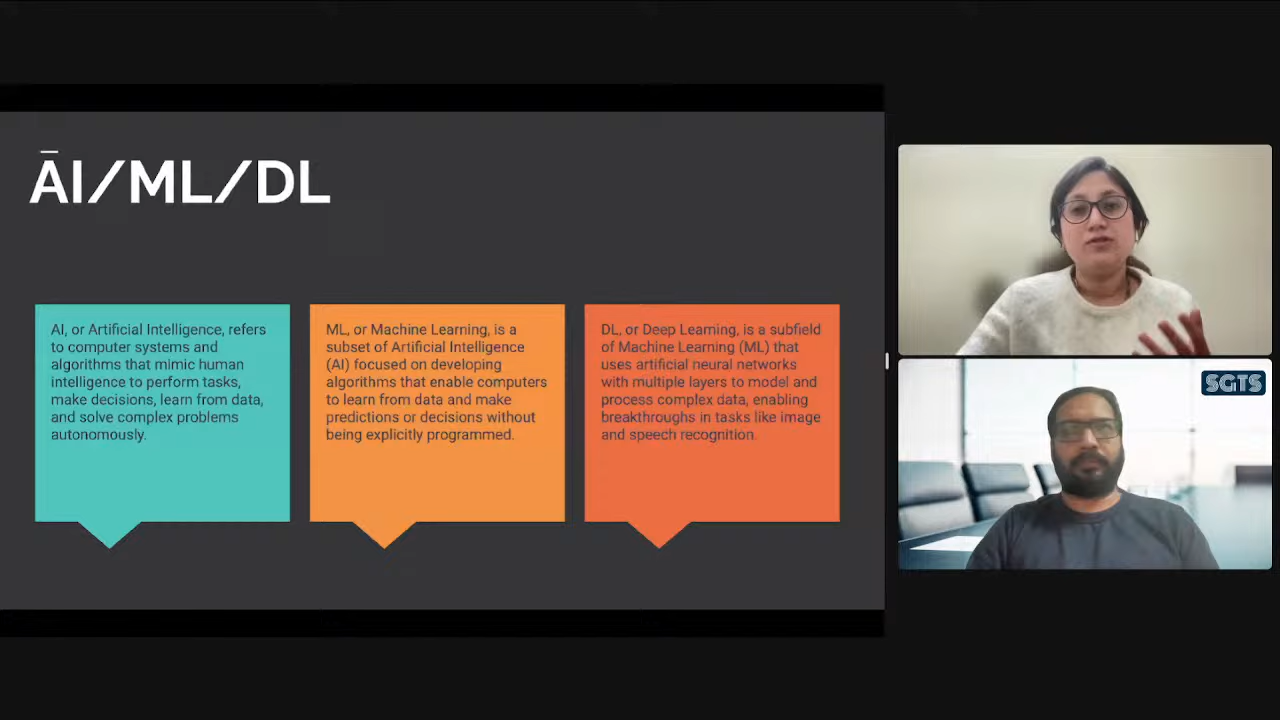 AI/ML/DL
AI, or Artificial Intelligence, refers
to computer systems and
algorithms that mimic human
intelligence to perform tasks,
make decisions, learn from data,
and solve complex problems
autonomously.
ML, or Machine Learning, is a
subset of Artificial Intelligence
(AI) focused on developing
algorithms that enable computers
to learn from data and make
predictions or decisions without
being explicitly programmed.
DL, or Deep Learning, is a subfield
of Machine Learning (ML) that
uses artificial neural networks
with multiple layers to model and
process complex data, enabling
breakthroughs in tasks like image
and speech recognition.
SGTS